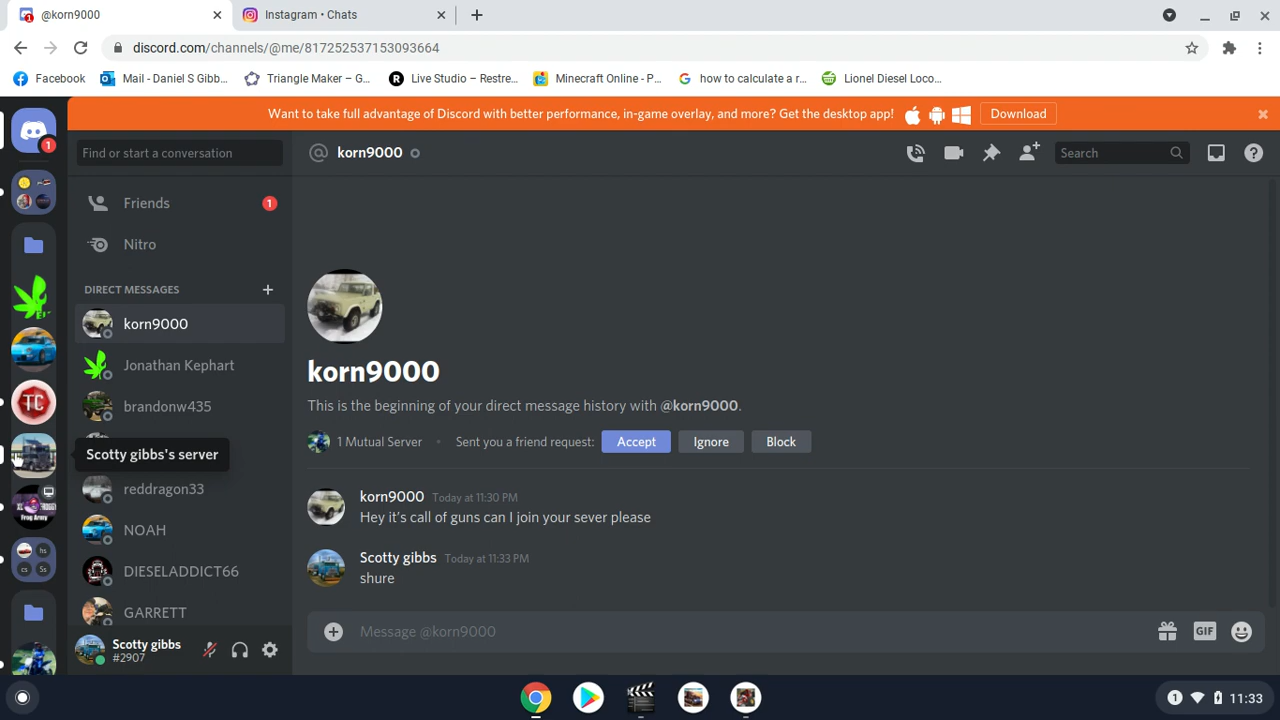 @korn9000
Instagram • Chats
discord.com/channels/@me/817252537153093664
Facebook
Mail - Daniel S Gibb...
Triangle Maker – G...
Live Studio – Restre...
Minecraft Online - P...
how to calculate a r...
Lionel Diesel Loco...
Want to take full advantage of Discord with better performance, in-game overlay, and more? Get the desktop app!
Download
1
Find or start a conversation
@ korn9000
Search
Friends
1
Nitro
DIRECT MESSAGES
korn9000
Jonathan Kephart
brandonw435
Scotty gibbs's server
reddragon33
NOAH
DIESELADDICT66
GARRETT
TC
hs
cs
Ss
Scotty gibbs
#2907
korn9000
This is the beginning of your direct message history with @korn9000.
1 Mutual Server • Sent you a friend request: Accept Ignore Block
korn9000 Today at 11:30 PM
Hey it's call of guns can I join your sever please
Scotty gibbs Today at 11:33 PM
shure
Message @korn9000
GIF
1
11:33